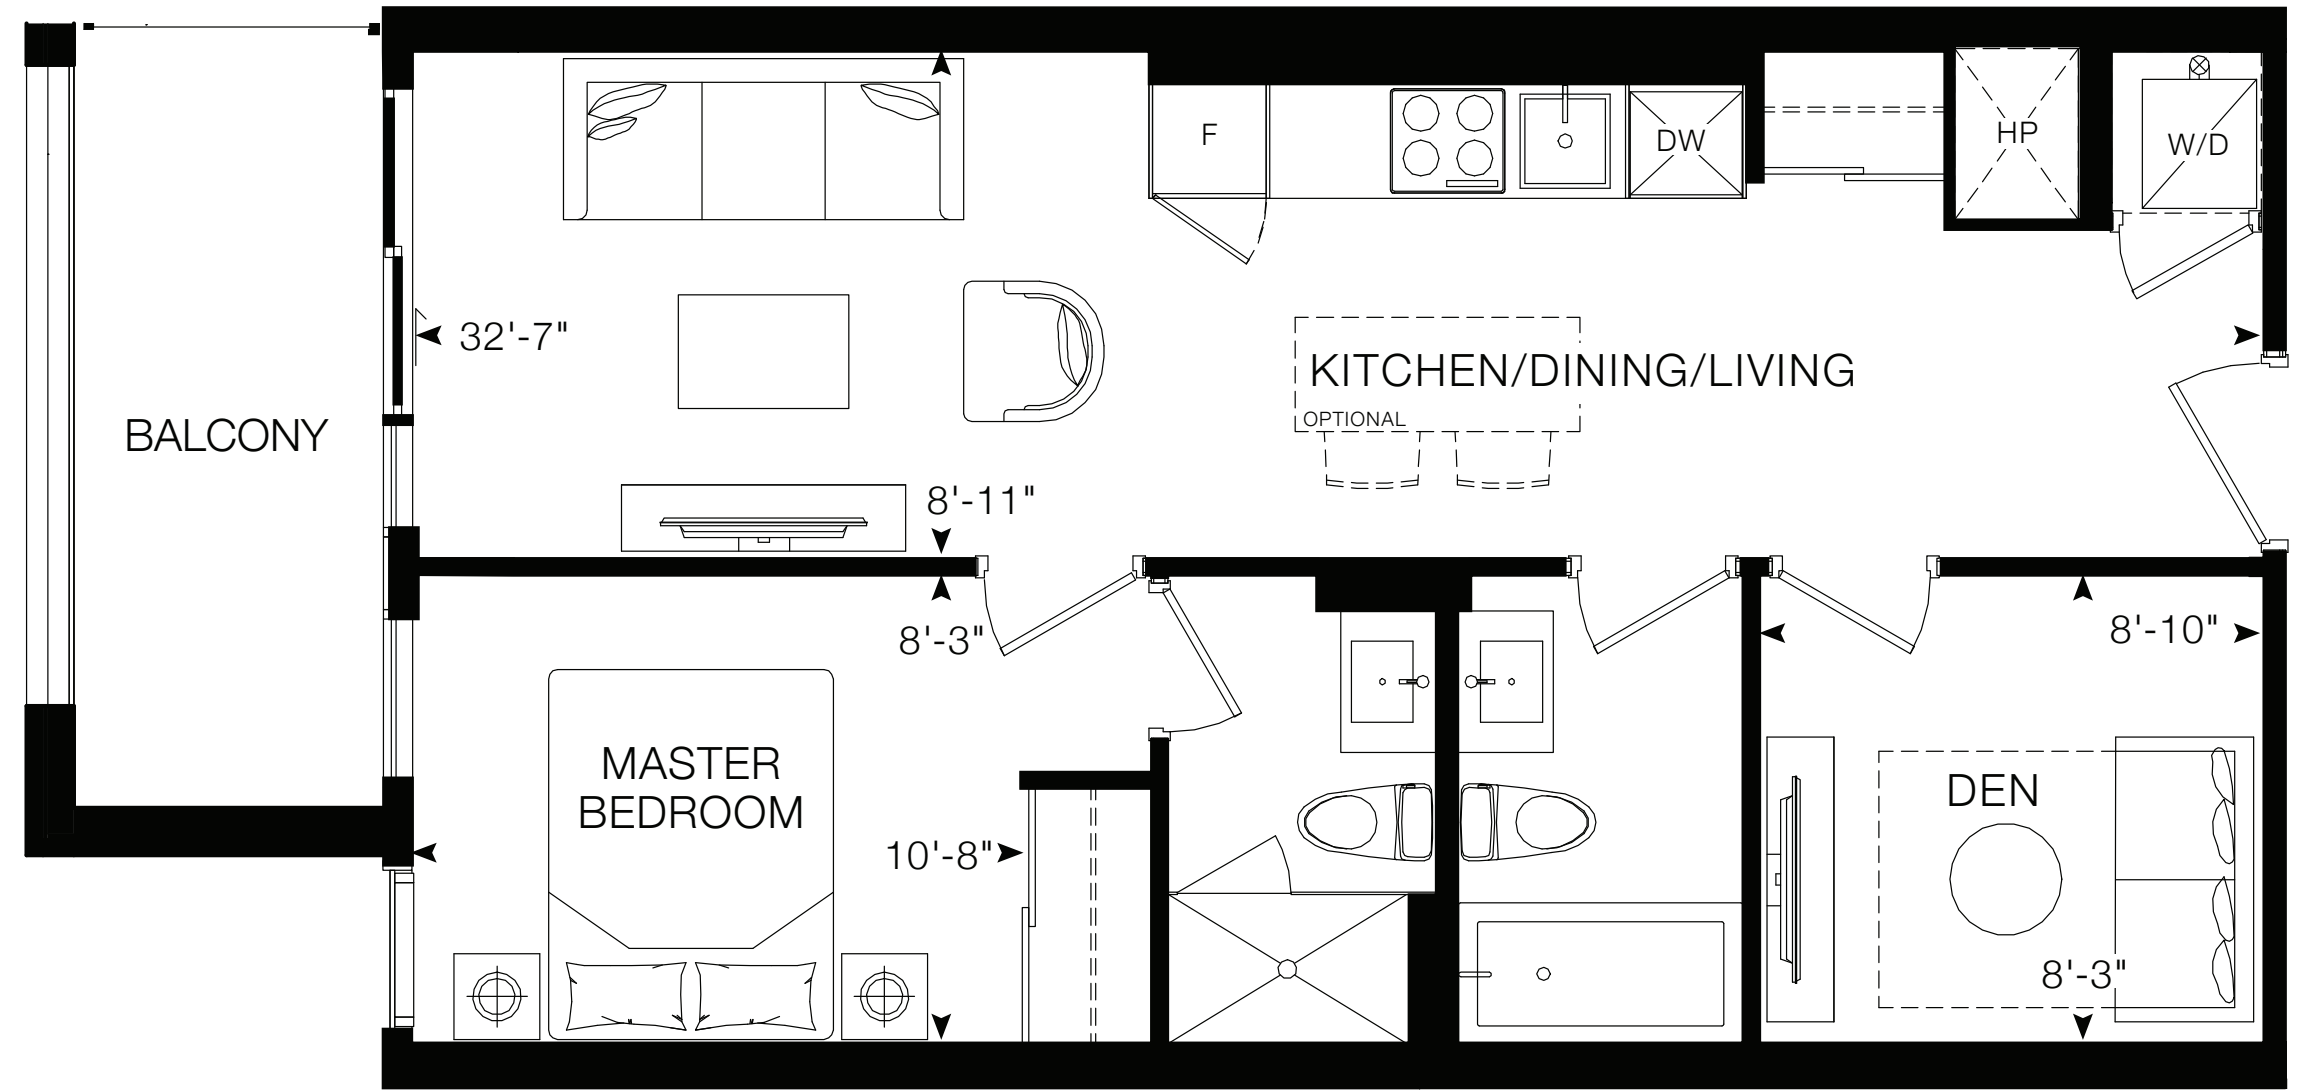 F
DW
HP
W/D
32'-7"
KITCHEN/DINING/LIVING
OPTIONAL
BALCONY
8'-11"
8'-3"
8'-10"
MASTER
BEDROOM
DEN
10'-8"
8'-3"